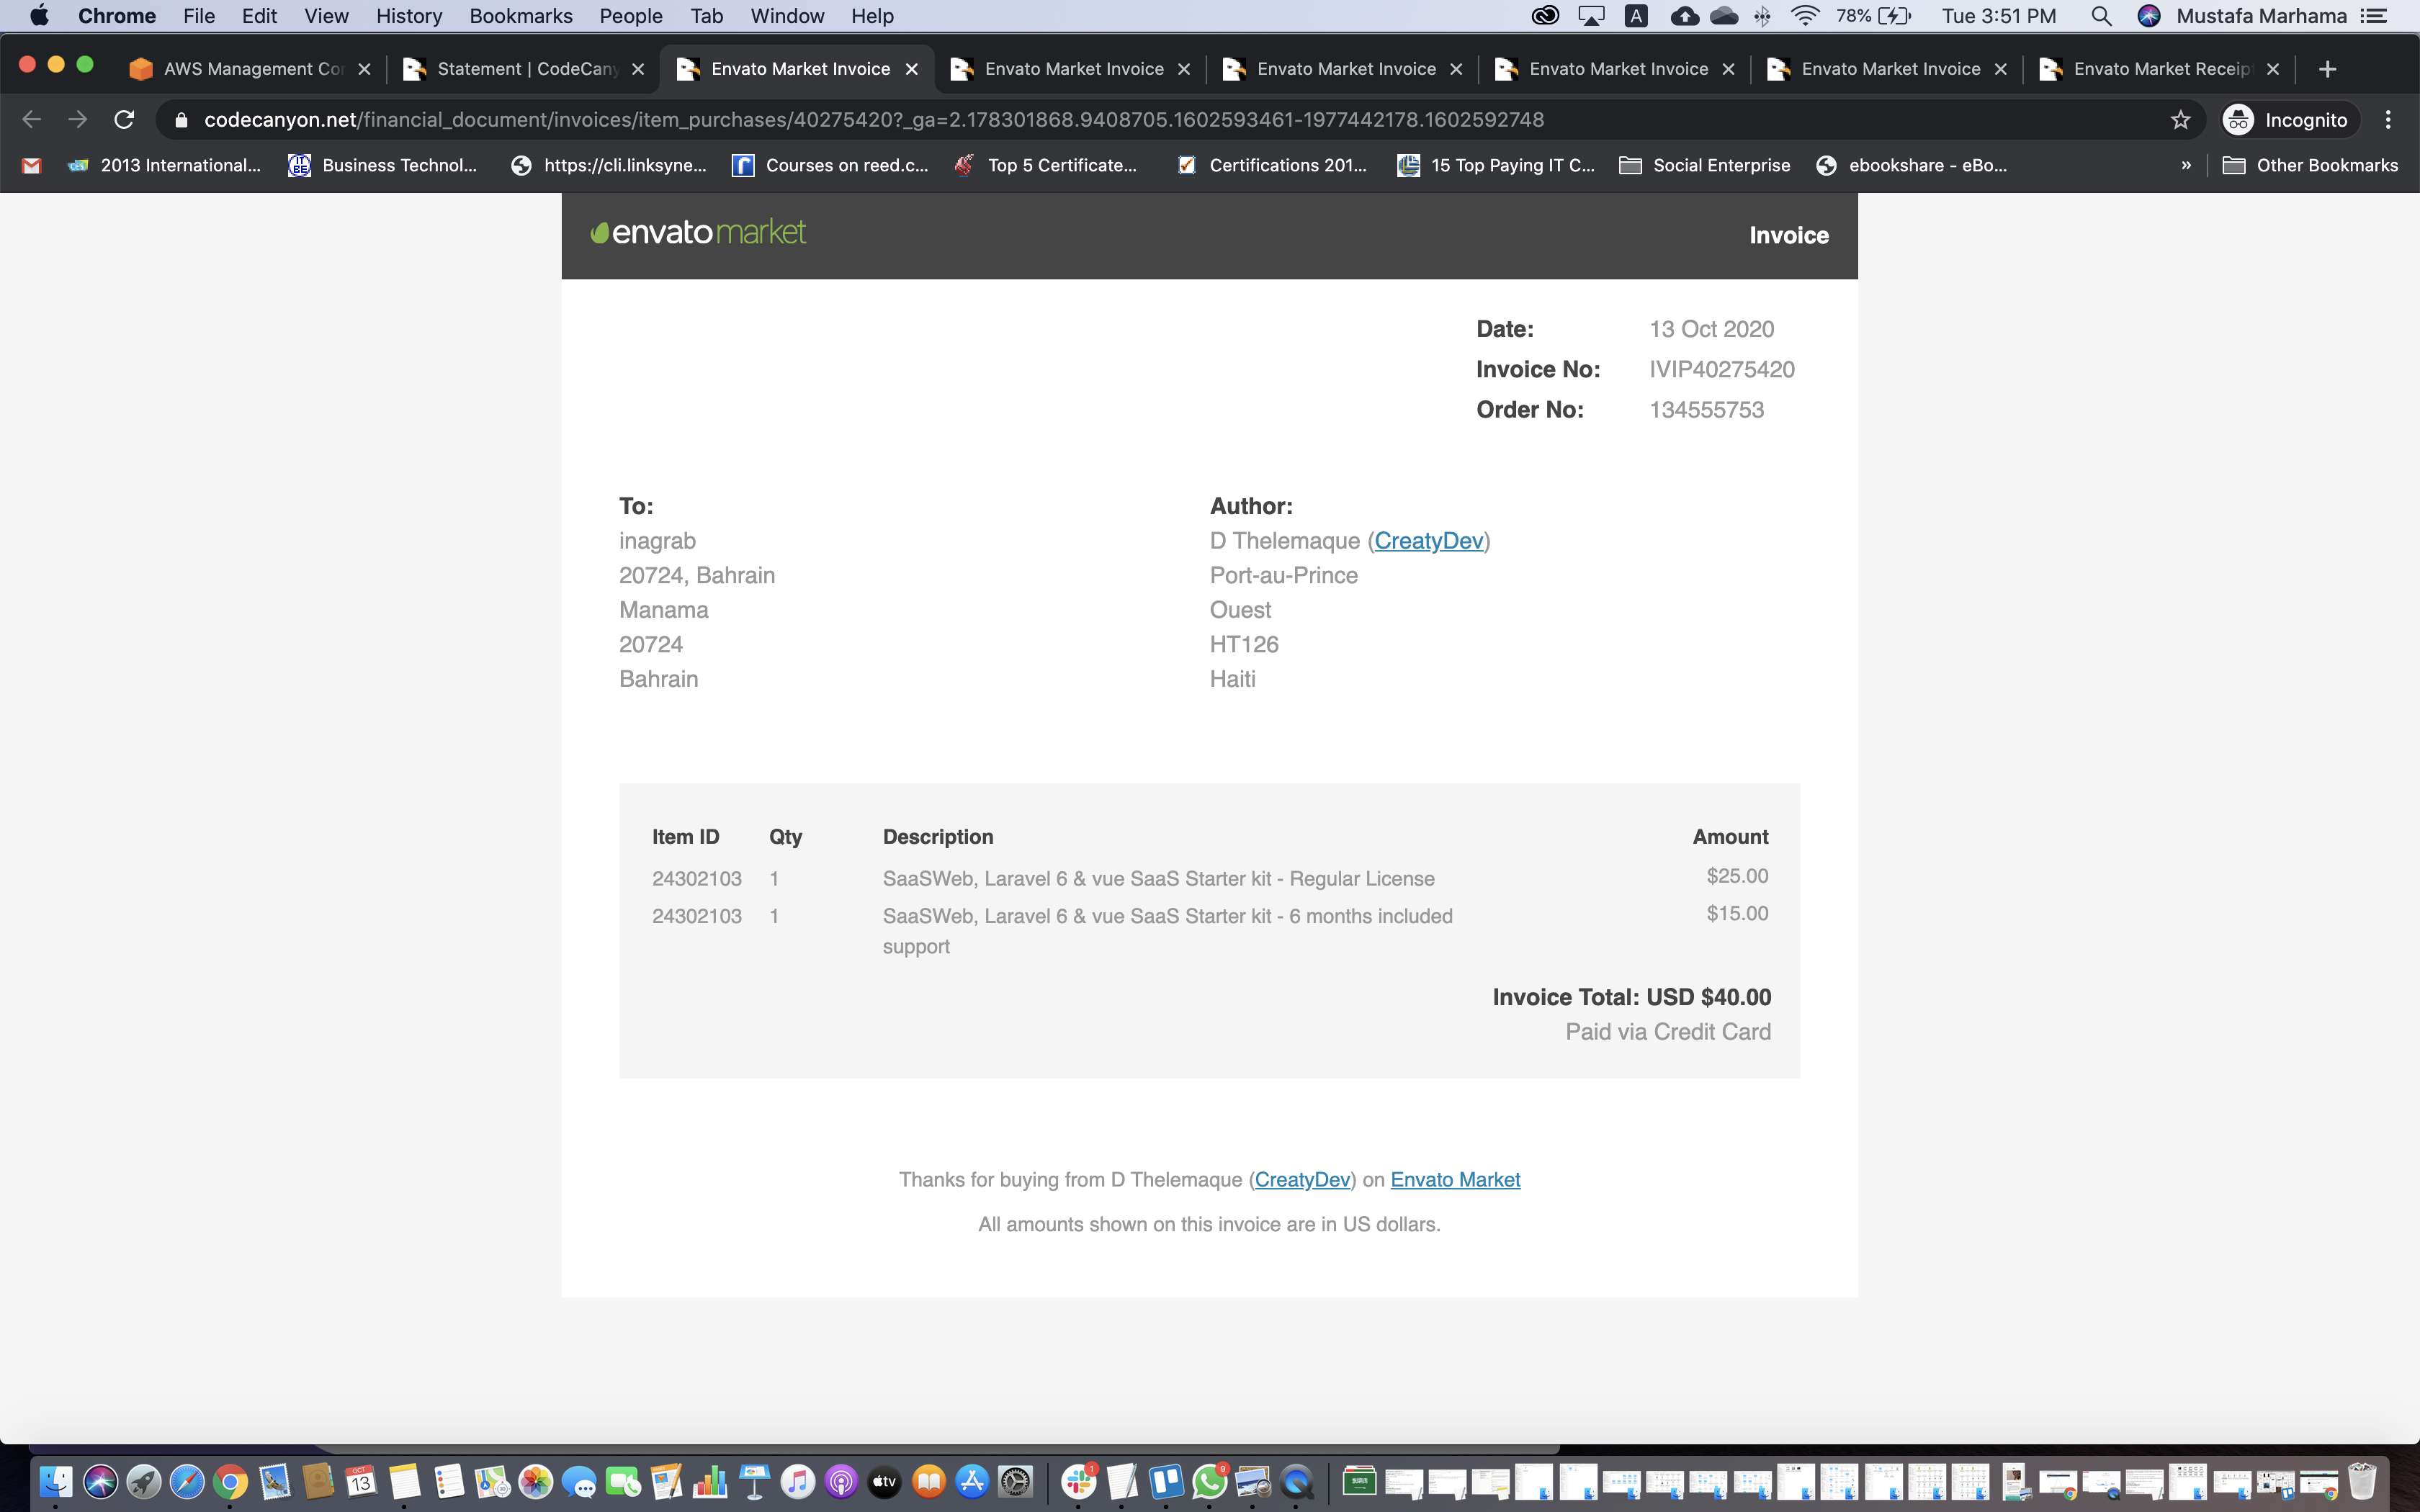 Chrome File Edit View History Bookmarks People Tab Window Help A 78% Tue 3:51 PM Mustafa Marhama
AWS Management Con Statement | CodeCany Envato Market Invoice Envato Market Invoice Envato Market Invoice Envato Market Invoice Envato Market Invoice Envato Market Receip
codecanyon.net/financial_document/invoices/item_purchases/40275420?_ga=2.178301868.9408705.1602593461-1977442178.1602592748 Incognito
2013 International... Business Technol... https://cli.linksyne... Courses on reed.c... Top 5 Certificate... Certifications 201... 15 Top Paying IT C... Social Enterprise ebookshare - eBo... » Other Bookmarks
envatomarket Invoice
Date: 13 Oct 2020
Invoice No: IVIP40275420
Order No: 134555753
To:
inagrab
20724, Bahrain
Manama
20724
Bahrain
Author:
D Thelemaque (CreatyDev)
Port-au-Prince
Ouest
HT126
Haiti
Item ID Qty Description Amount
24302103 1 SaaSWeb, Laravel 6 & vue SaaS Starter kit - Regular License $25.00
24302103 1 SaaSWeb, Laravel 6 & vue SaaS Starter kit - 6 months included $15.00
support
Invoice Total: USD $40.00
Paid via Credit Card
Thanks for buying from D Thelemaque (CreatyDev) on Envato Market
All amounts shown on this invoice are in US dollars.
OCT
13
tv
1
9